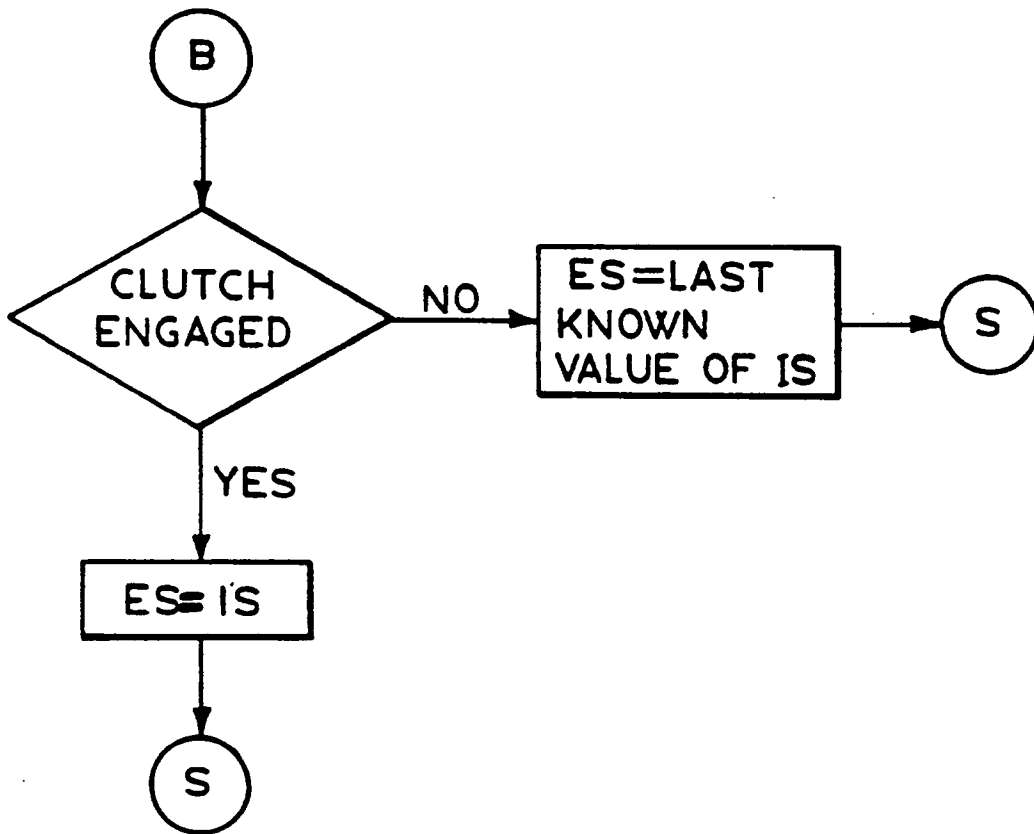 B
CLUTCH
ENGAGED
NO
ES=LAST
KNOWN
VALUE OF IS
S
YES
ES=IS
S